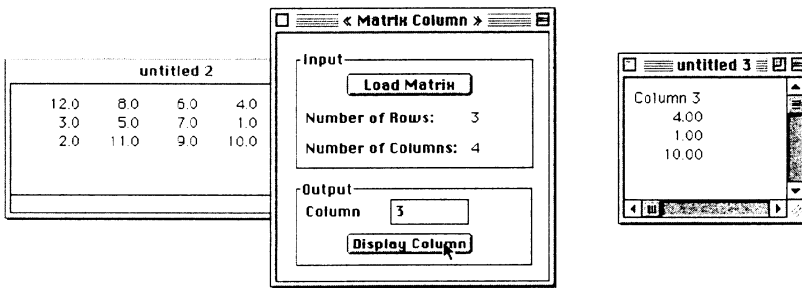 untitled 2
12.0 8.0 6.0 4.0
3.0 5.0 7.0 1.0
2.0 11.0 9.0 10.0
« Matrix Column »
Input
Load Matrix
Number of Rows: 3
Number of Columns: 4
Output
Column 3
Display Column
untitled 3
Column 3
4.00
1.00
10.00